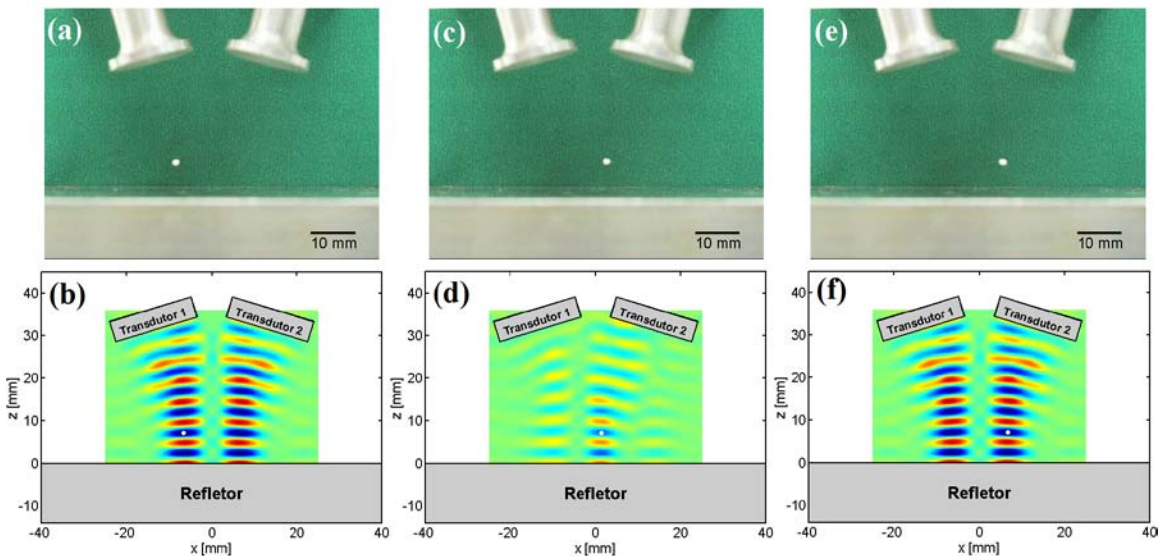 (a) (c) (e)
10 mm 10 mm 10 mm
(b)
40
30
20
10
0
-10
z [mm]
Transdutor 1 Transdutor 2
Refletor
-40 -20 0 20 40
x [mm]
(d)
40
30
20
10
0
-10
z [mm]
Transdutor 1 Transdutor 2
Refletor
-40 -20 0 20 40
x [mm]
(f)
40
30
20
10
0
-10
z [mm]
Transdutor 1 Transdutor 2
Refletor
-40 -20 0 20 40
x [mm]